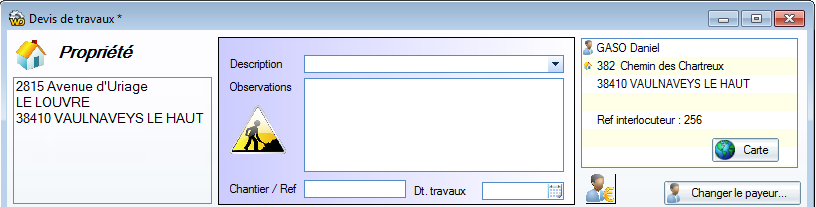 Devis de travaux *
Propriété
2815 Avenue d'Uriage
LE LOUVRE
38410 VAULNAVEYS LE HAUT
Description
Observations
Chantier / Ref
Dt. travaux
GASO Daniel
382 Chemin des Chartreux
38410 VAULNAVEYS LE HAUT
Ref interlocuteur : 256
Carte
Changer le payeur...